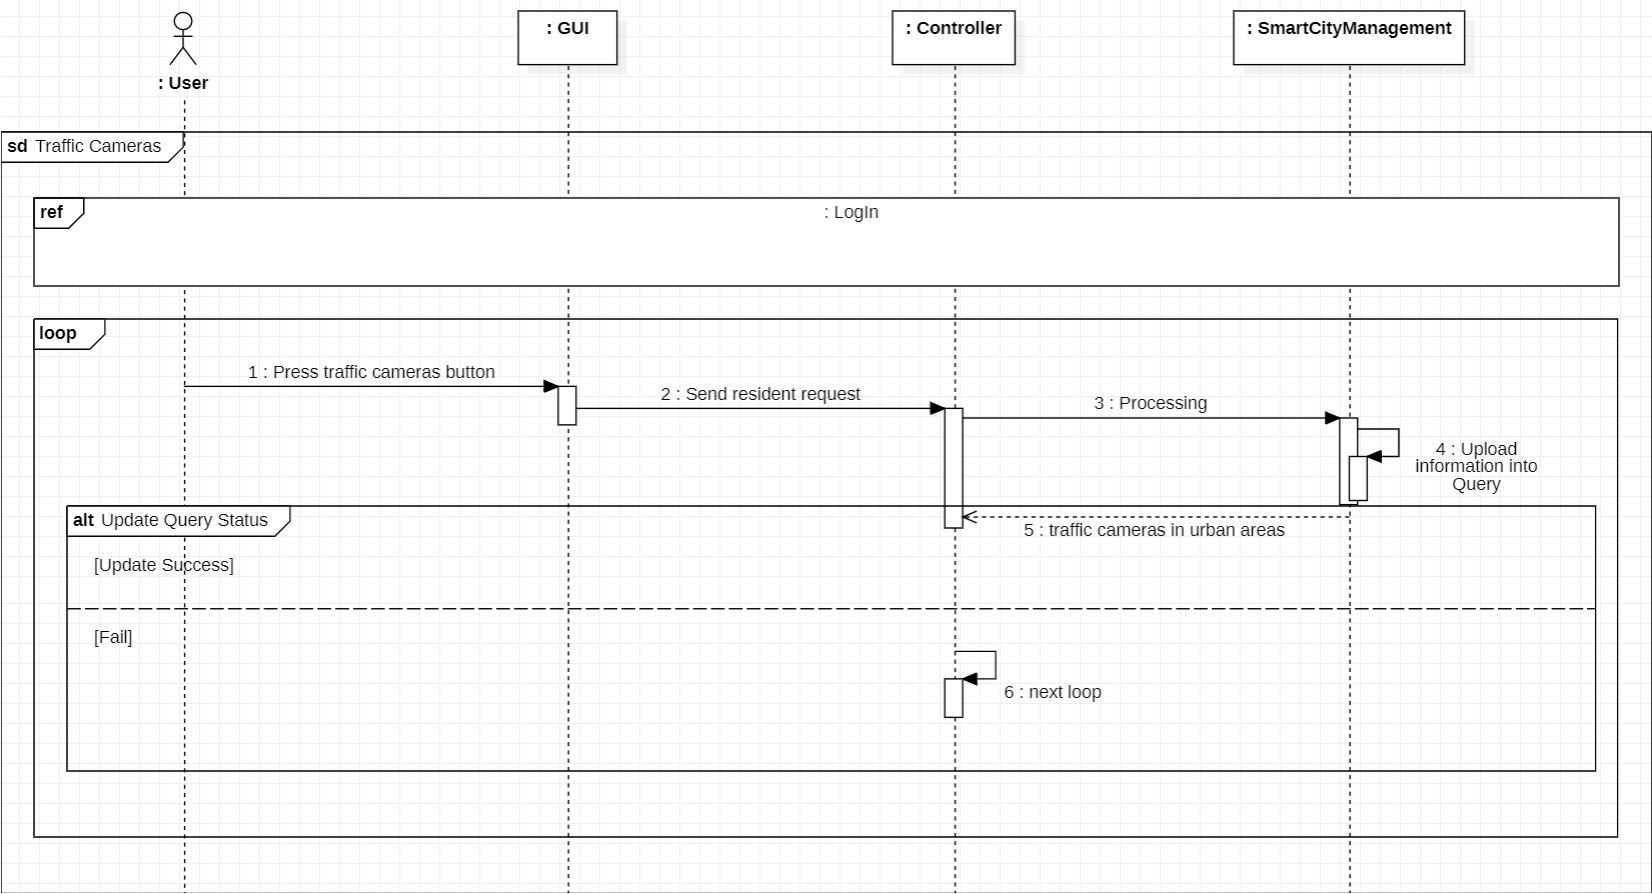 : User
: GUI
: Controller
: SmartCityManagement
sd Traffic Cameras
ref
: LogIn
loop
1 : Press traffic cameras button
2 : Send resident request
3 : Processing
4 : Upload
information into
Query
alt Update Query Status
5 : traffic cameras in urban areas
[Update Success]
[Fail]
6 : next loop